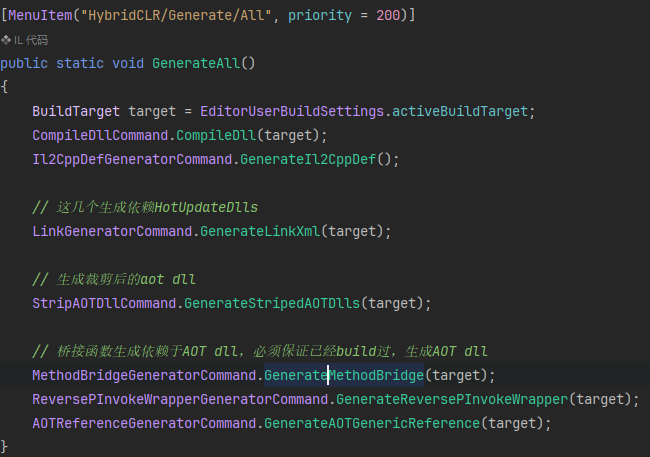 [MenuItem("HybridCLR/Generate/All", priority = 200)]
IL 代码
public static void GenerateAll()
{
BuildTarget target = EditorUserBuildSettings.activeBuildTarget;
CompileDllCommand.CompileDll(target);
Il2CppDefGeneratorCommand.GenerateIl2CppDef();
// 这几个生成依赖HotUpdateDlls
LinkGeneratorCommand.GenerateLinkXml(target);
// 生成裁剪后的aot dll
StripAOTDllCommand.GenerateStripedAOTDlls(target);
// 桥接函数生成依赖于AOT dll，必须保证已经build过，生成AOT dll
MethodBridgeGeneratorCommand.GenerateMethodBridge(target);
ReversePInvokeWrapperGeneratorCommand.GenerateReversePInvokeWrapper(target);
AOTReferenceGeneratorCommand.GenerateAOTGenericReference(target);
}